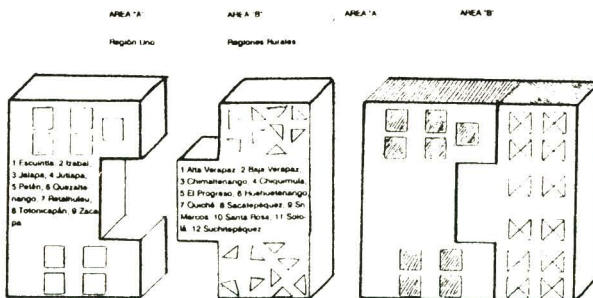 AREA "A"
AREA "B"
AREA "A"
AREA "B"
Región Uno
Regiones Rurales
1 Escuintla. 2 Izabal,
3 Jalapa, 4 Jutiapa,
5 Petén, 6 Quezalte
nango, 7 Retalhuleu,
8 Totonicapán, 9 Zaca
pa.
1 Alta Verapaz. 2 Baja Verapaz,
3 Chimaltenango, 4 Chiquimula,
5 El Progreso, 6 Huehuetenango,
7 Quiché 8 Sacatepéquez, 9 Sn
Marcos. 10 Santa Rosa, 11 Solo-
lá, 12 Suchitepéquez